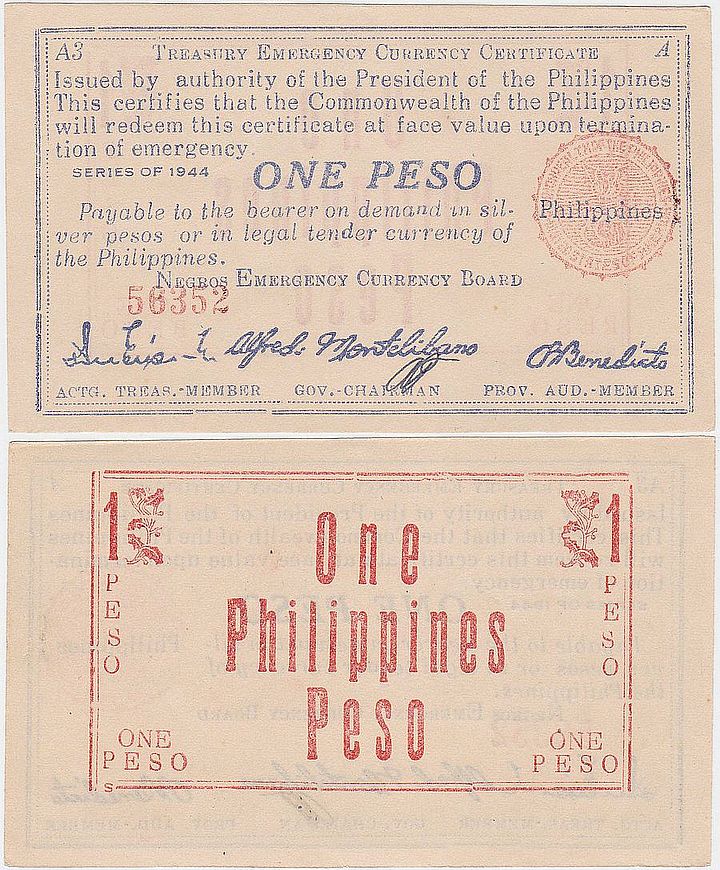 A3 TREASURY EMERGENCY CURRENCY CERTIFICATE A
Issued by authority of the President of the Philippines
This certifies that the Commonwealth of the Philippines
will redeem this certificate at face value upon termina-
tion of emergency.
SERIES OF 1944
ONE PESO
Payable to the bearer on demand in sil-
ver pesos or in legal tender currency of
the Philippines.
Philippines
NEGROS EMERGENCY CURRENCY BOARD
56352
Alfredo Montelibano
Benedicto
ACTG. TREAS.-MEMBER GOV.-CHAIRMAN PROV. AUD.-MEMBER
1 1
PESO PESO
One
Philippines
Peso
ONE
PESO
ONE
PESO
s